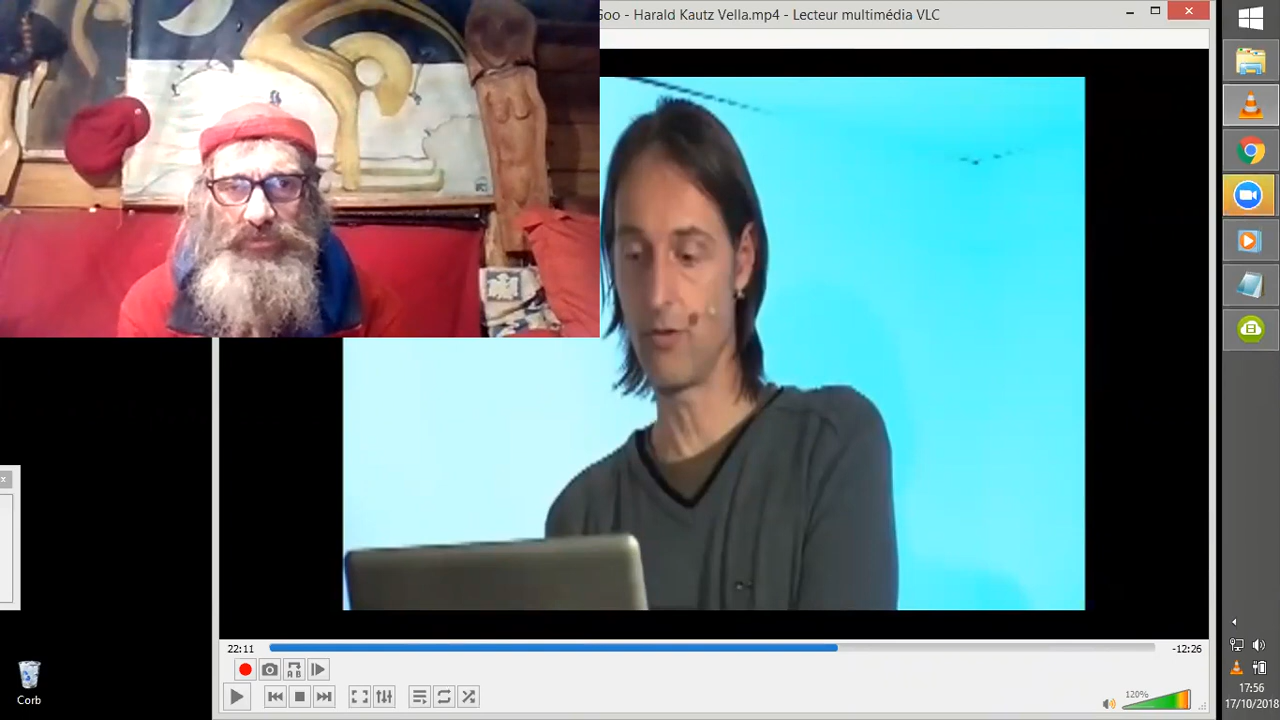 Goo - Harald Kautz Vella.mp4 - Lecteur multimédia VLC
22:11
-12:26
A B
120%
Corb
17:56
17/10/2018